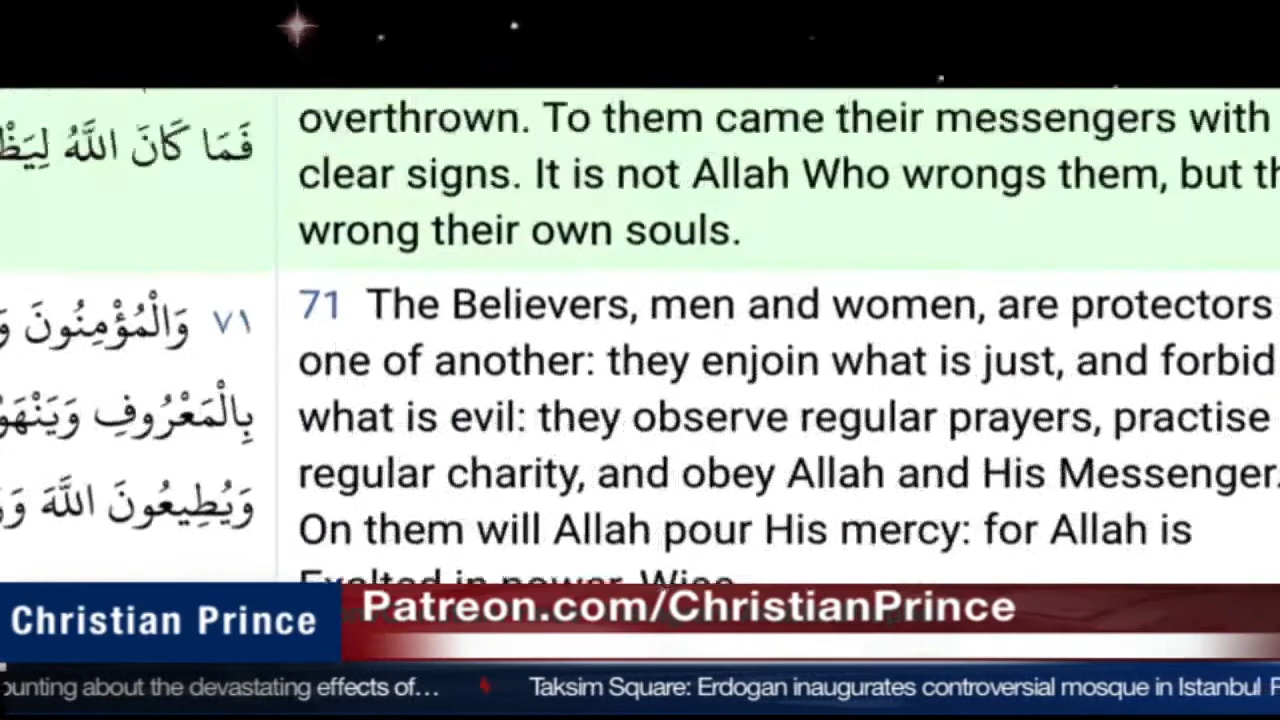 فَمَا كَانَ اللَّهُ
overthrown. To them came their messengers with
clear signs. It is not Allah Who wrongs them, but
wrong their own souls.
٧١ وَالْمُؤْمِنُونَ
بِالْمَعْرُوفِ
وَيُطِيعُونَ اللَّهَ
71 The Believers, men and women, are protectors
one of another: they enjoin what is just, and forbid
what is evil: they observe regular prayers, practise
regular charity, and obey Allah and His Messenger.
On them will Allah pour His mercy: for Allah is
Exalted in power, Wise.
Christian Prince
Patreon.com/ChristianPrince
about the devastating effects of...
Taksim Square: Erdogan inaugurates controversial mosque in Istanbul